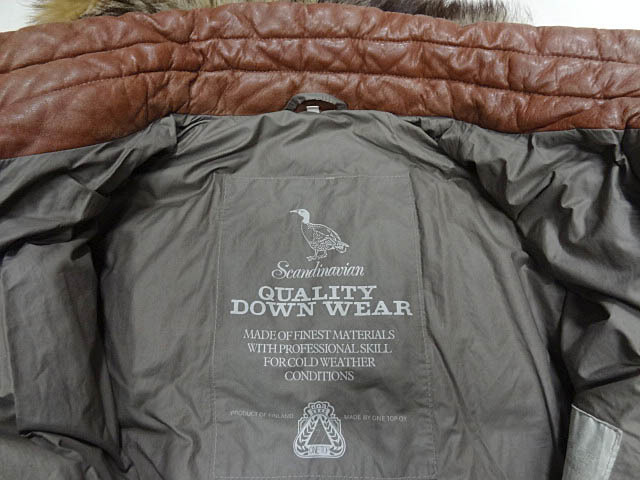 Scandinavian
QUALITY
DOWN WEAR
MADE OF FINEST MATERIALS
WITH PROFESSIONAL SKILL
FOR COLD WEATHER
CONDITIONS
PRODUCT OF FINLAND MADE BY ONE TOP OY